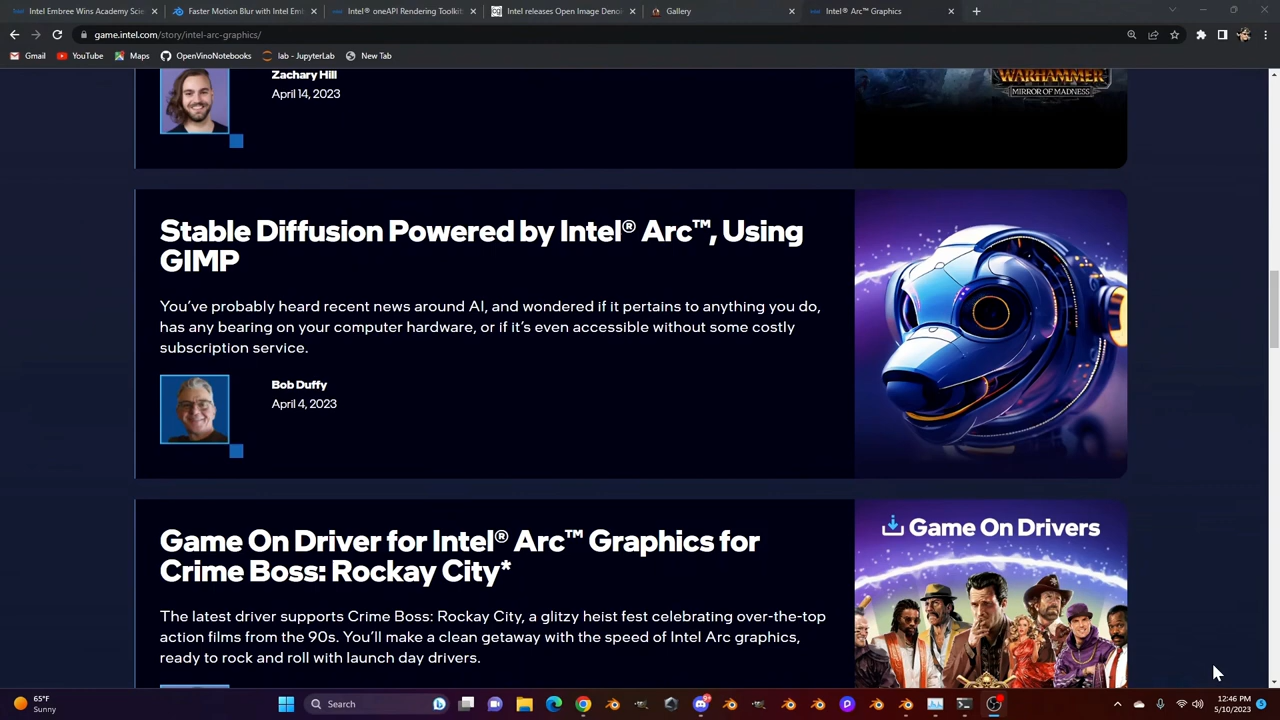 Intel Embree Wins Academy Sci
Faster Motion Blur with Intel Emb
Intel® oneAPI Rendering Toolkit
Intel releases Open Image Denoi
Gallery
Intel® Arc™ Graphics
game.intel.com/story/intel-arc-graphics/
Gmail
YouTube
Maps
OpenVinoNotebooks
lab - JupyterLab
New Tab
Zachary Hill
April 14, 2023
WARHAMMER
MIRROR OF MADNESS
Stable Diffusion Powered by Intel® Arc™, Using
GIMP
You’ve probably heard recent news around AI, and wondered if it pertains to anything you do,
has any bearing on your computer hardware, or if it’s even accessible without some costly
subscription service.
Bob Duffy
April 4, 2023
Game On Driver for Intel® Arc™ Graphics for
Crime Boss: Rockay City*
The latest driver supports Crime Boss: Rockay City, a glitzy heist fest celebrating over-the-top
action films from the 90s. You’ll make a clean getaway with the speed of Intel Arc graphics,
ready to rock and roll with launch day drivers.
Game On Drivers
65°F
Sunny
Search
12:46 PM
5/10/2023